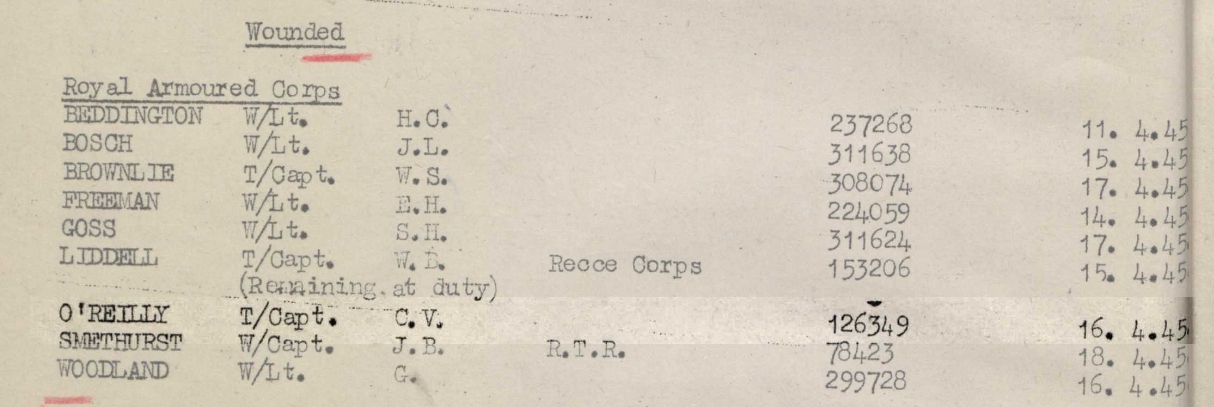 Wounded
Royal Armoured Corps
BEDDINGTON W/Lt. H.C. 237268 11. 4.45
BOSCH W/Lt. J.L. 311638 15. 4.45
BROWNLIE T/Capt. W.S. 308074 17. 4.45
FREEMAN W/Lt. E.H. 224059 14. 4.45
GOSS W/Lt. S.H. 311624 17. 4.45
LIDDELL T/Capt. W.B. Recce Corps 153206 15. 4.45
(Remaining at duty)
O'REILLY T/Capt. C.V. 126349 16. 4.45
SMETHURST W/Capt. J.B. R.T.R. 78423 18. 4.45
WOODLAND W/Lt. G. 299728 16. 4.45